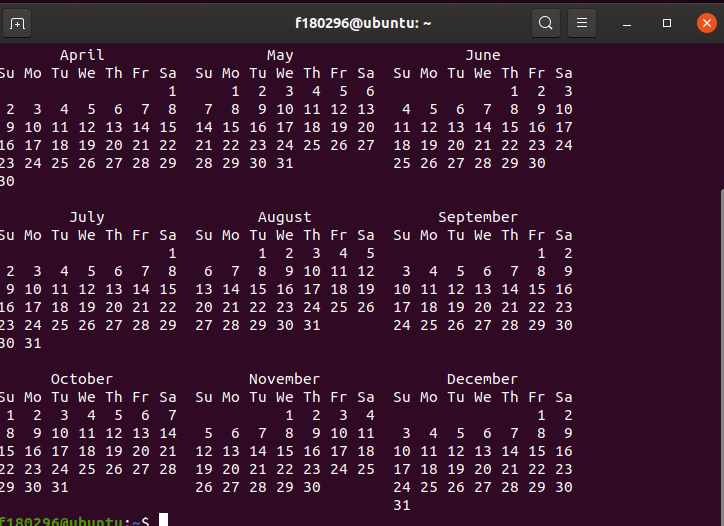 f180296@ubuntu: ~
      April                  May                   June
Su Mo Tu We Th Fr Sa  Su Mo Tu We Th Fr Sa  Su Mo Tu We Th Fr Sa
                   1      1  2  3  4  5  6               1  2  3
 2  3  4  5  6  7  8   7  8  9 10 11 12 13   4  5  6  7  8  9 10
 9 10 11 12 13 14 15  14 15 16 17 18 19 20  11 12 13 14 15 16 17
16 17 18 19 20 21 22  21 22 23 24 25 26 27  18 19 20 21 22 23 24
23 24 25 26 27 28 29  28 29 30 31           25 26 27 28 29 30
30
        July                 August              September
Su Mo Tu We Th Fr Sa  Su Mo Tu We Th Fr Sa  Su Mo Tu We Th Fr Sa
                   1         1  2  3  4  5                  1  2
 2  3  4  5  6  7  8   6  7  8  9 10 11 12   3  4  5  6  7  8  9
 9 10 11 12 13 14 15  13 14 15 16 17 18 19  10 11 12 13 14 15 16
16 17 18 19 20 21 22  20 21 22 23 24 25 26  17 18 19 20 21 22 23
23 24 25 26 27 28 29  27 28 29 30 31        24 25 26 27 28 29 30
30 31
      October               November              December
Su Mo Tu We Th Fr Sa  Su Mo Tu We Th Fr Sa  Su Mo Tu We Th Fr Sa
 1  2  3  4  5  6  7            1  2  3  4                  1  2
 8  9 10 11 12 13 14   5  6  7  8  9 10 11   3  4  5  6  7  8  9
15 16 17 18 19 20 21  12 13 14 15 16 17 18  10 11 12 13 14 15 16
22 23 24 25 26 27 28  19 20 21 22 23 24 25  17 18 19 20 21 22 23
29 30 31              26 27 28 29 30        24 25 26 27 28 29 30
                                            31
f180296@ubuntu:~$